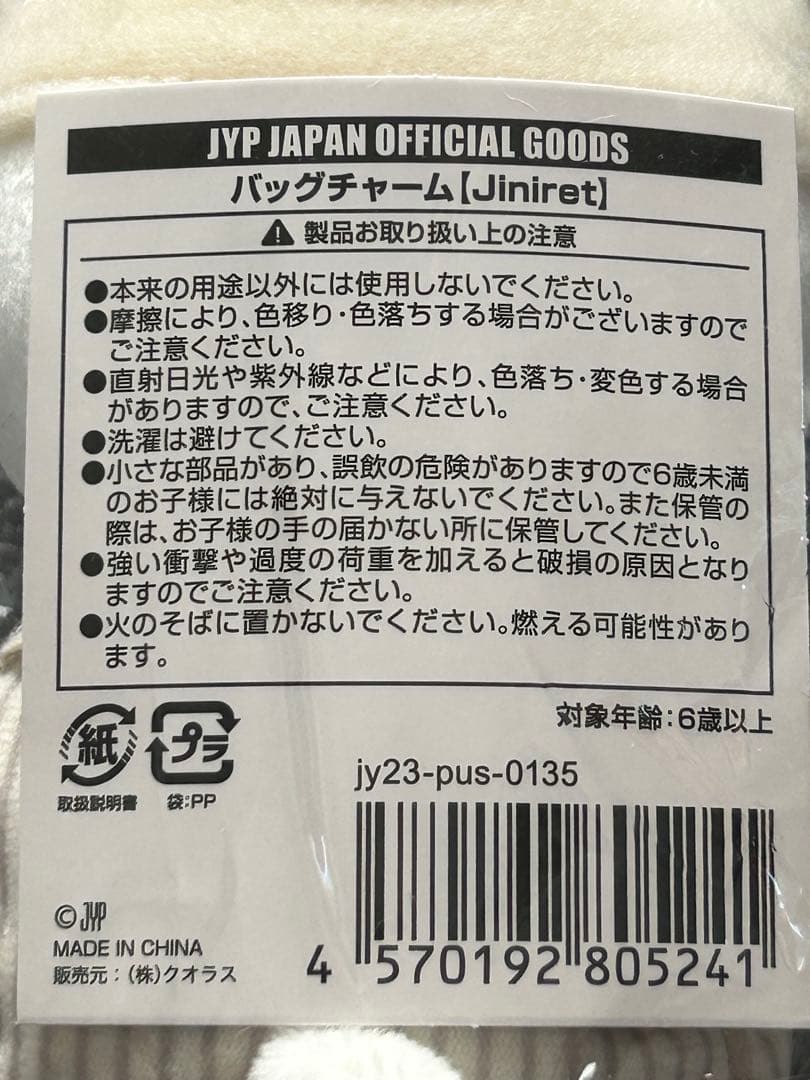 JYP JAPAN OFFICIAL GOODS
バッグチャーム【Jiniret】
⚠ 製品お取り扱い上の注意
●本来の用途以外には使用しないでください。
●摩擦により、色移り・色落ちする場合がございますので
ご注意ください。
●直射日光や紫外線などにより、色落ち・変色する場合
がありますので、ご注意ください。
●洗濯は避けてください。
●小さな部品があり、誤飲の危険がありますので6歳未満
のお子様には絶対に与えないでください。また保管の
際は、お子様の手の届かない所に保管してください。
●強い衝撃や過度の荷重を加えると破損の原因となり
ますのでご注意ください。
●火のそばに置かないでください。燃える可能性があり
ます。
対象年齢：6歳以上
紙
プラ
取扱説明書
袋:PP
jy23-pus-0135
© JYP
MADE IN CHINA
販売元：(株)クオラス
4 570192 805241